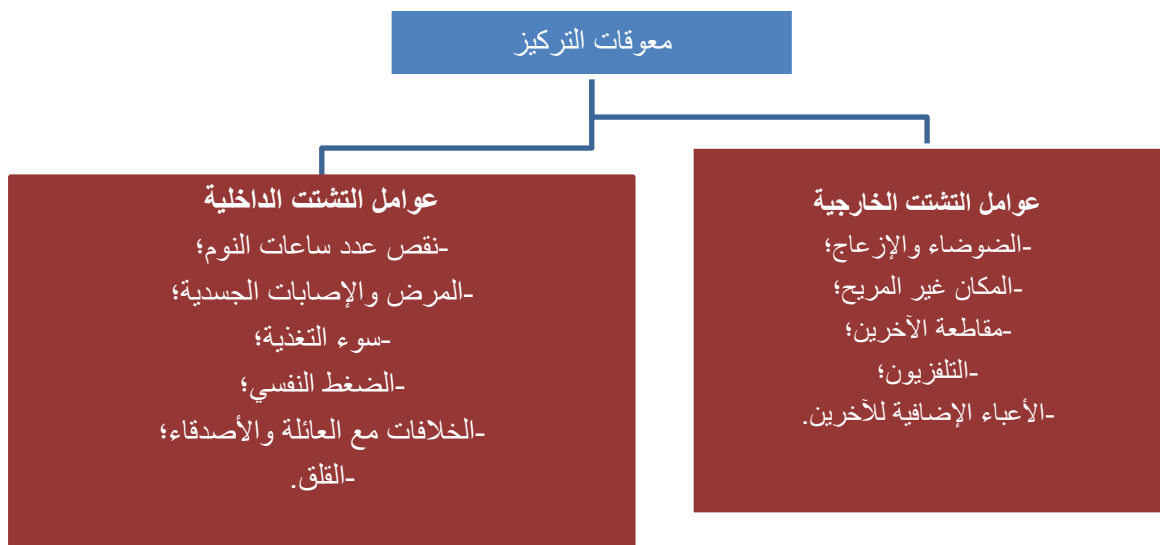 معوقات التركيز
عوامل التشتت الخارجية
-الضوضاء والإزعاج؛
-المكان غير المريح؛
-مقاطعة الآخرين؛
-التلفزيون؛
-الأعباء الإضافية للآخرين.
عوامل التشتت الداخلية
-نقص عدد ساعات النوم؛
-المرض والإصابات الجسدية؛
-سوء التغذية؛
-الضغط النفسي؛
-الخلافات مع العائلة والأصدقاء؛
-القلق.